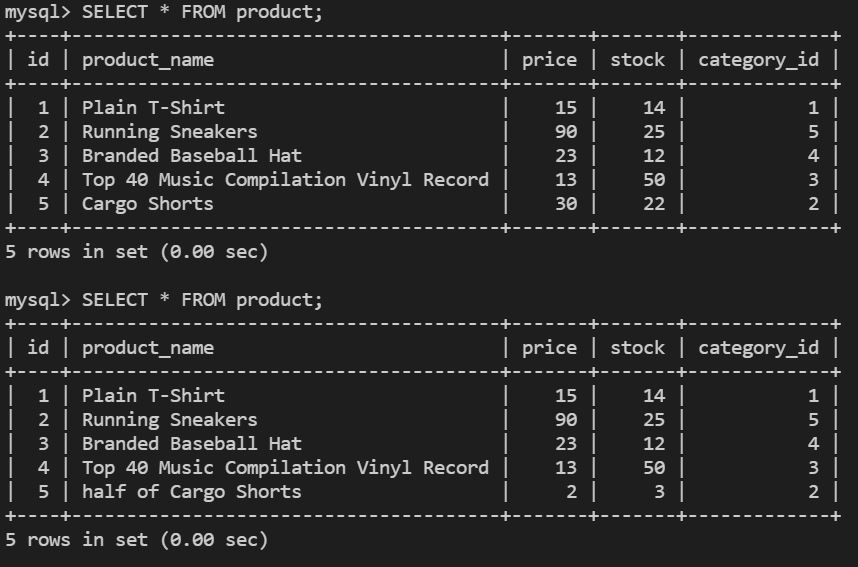 mysql> SELECT * FROM product;
+----+---------------------------------------+-------+-------+-------------+
| id | product_name                          | price | stock | category_id |
+----+---------------------------------------+-------+-------+-------------+
|  1 | Plain T-Shirt                         |    15 |    14 |           1 |
|  2 | Running Sneakers                      |    90 |    25 |           5 |
|  3 | Branded Baseball Hat                  |    23 |    12 |           4 |
|  4 | Top 40 Music Compilation Vinyl Record |    13 |    50 |           3 |
|  5 | Cargo Shorts                          |    30 |    22 |           2 |
+----+---------------------------------------+-------+-------+-------------+
5 rows in set (0.00 sec)

mysql> SELECT * FROM product;
+----+---------------------------------------+-------+-------+-------------+
| id | product_name                          | price | stock | category_id |
+----+---------------------------------------+-------+-------+-------------+
|  1 | Plain T-Shirt                         |    15 |    14 |           1 |
|  2 | Running Sneakers                      |    90 |    25 |           5 |
|  3 | Branded Baseball Hat                  |    23 |    12 |           4 |
|  4 | Top 40 Music Compilation Vinyl Record |    13 |    50 |           3 |
|  5 | half of Cargo Shorts                  |     2 |     3 |           2 |
+----+---------------------------------------+-------+-------+-------------+
5 rows in set (0.00 sec)